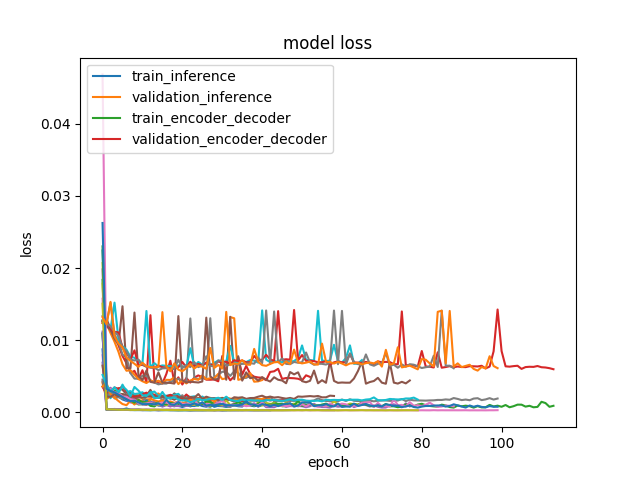 model loss
train_inference
validation_inference
train_encoder_decoder
validation_encoder_decoder
0.04
0.03
0.02
0.01
0.00
loss
0 20 40 60 80 100
epoch